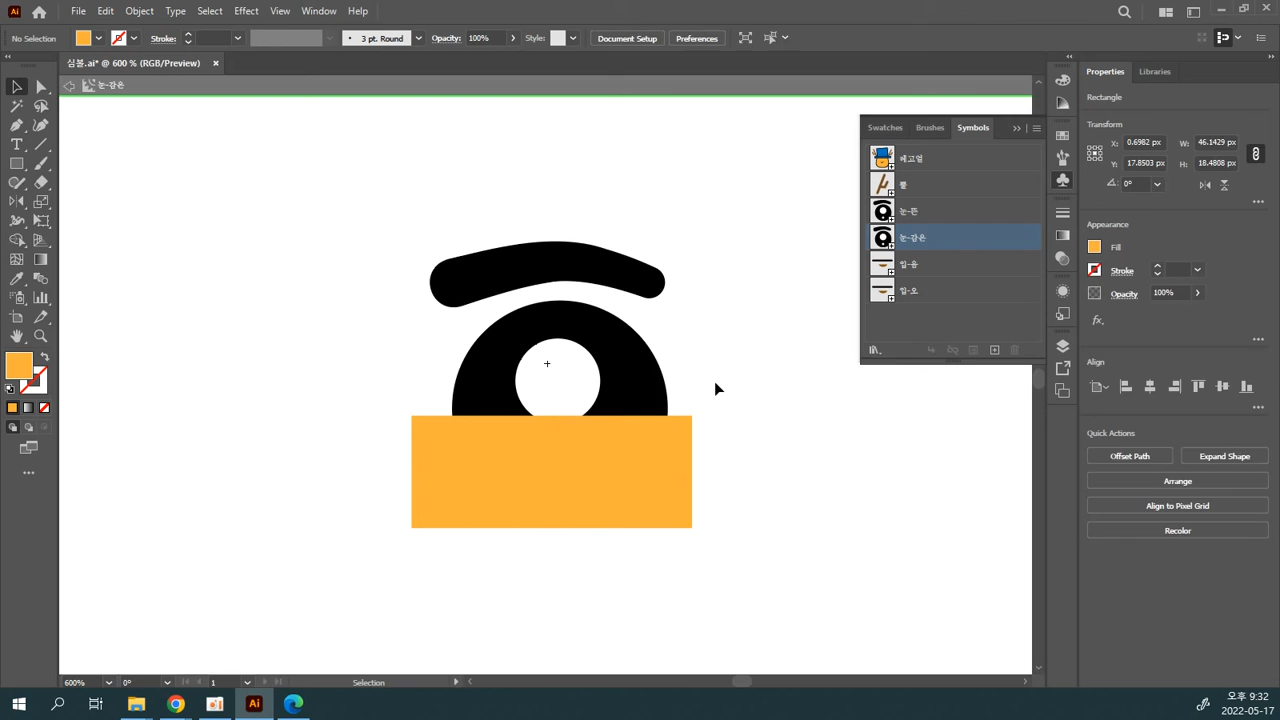 Ai File Edit Object Type Select Effect View Window Help
No Selection Stroke: 3 pt. Round Opacity: 100% Style: Document Setup Preferences
심볼.ai* @ 600 % (RGB/Preview) ×
눈-감은
Swatches Brushes Symbols
페고얼
뿔
눈-뜬
눈-감은
입-음
입-오
Properties Libraries
Rectangle
Transform
X: 0.6982 px W: 46.1429 px
Y: 17.8503 px H: 18.4808 px
0°
Appearance
Fill
Stroke
Opacity 100%
fx.
Align
Quick Actions
Offset Path Expand Shape
Arrange
Align to Pixel Grid
Recolor
600% 0° 1 Selection
Ai
오후 9:32
2022-05-17